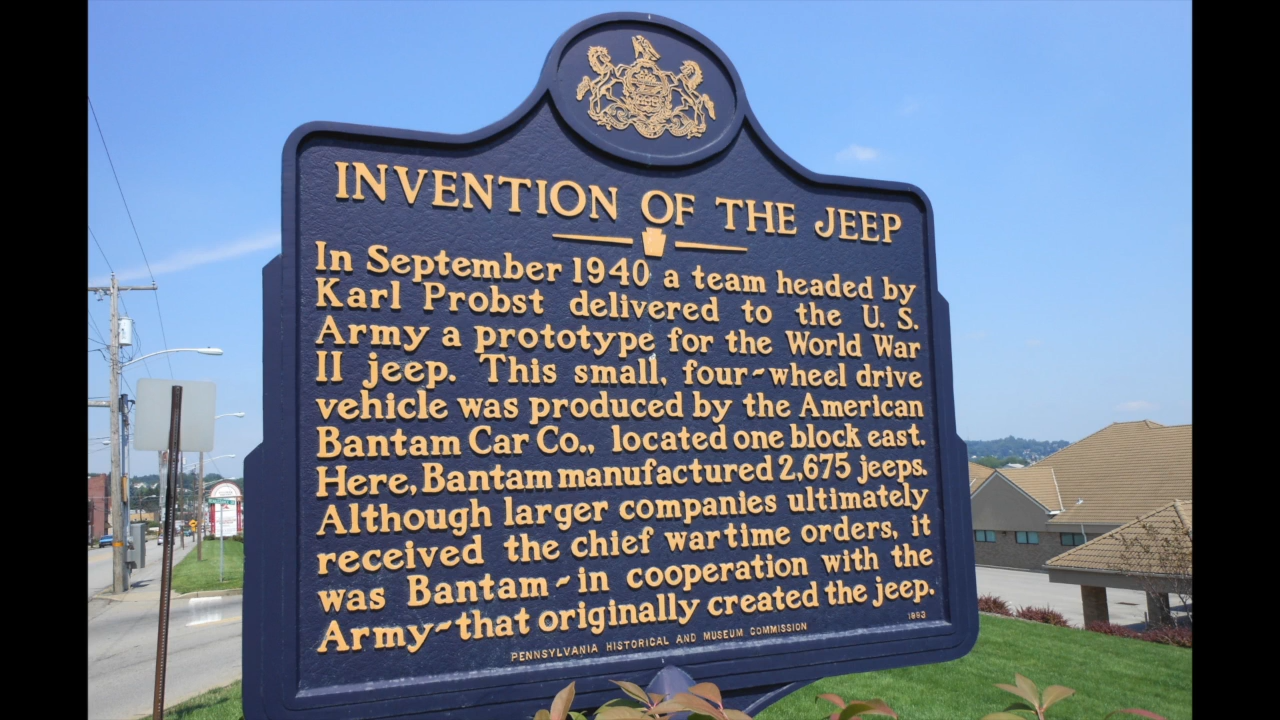 INVENTION OF THE JEEP
In September 1940 a team headed by
Karl Probst delivered to the U. S.
Army a prototype for the World War
II jeep. This small, four-wheel drive
vehicle was produced by the American
Bantam Car Co., located one block east.
Here, Bantam manufactured 2,675 jeeps.
Although larger companies ultimately
received the chief wartime orders, it
was Bantam-in cooperation with the
Army-that originally created the jeep.
PENNSYLVANIA HISTORICAL AND MUSEUM COMMISSION
1993